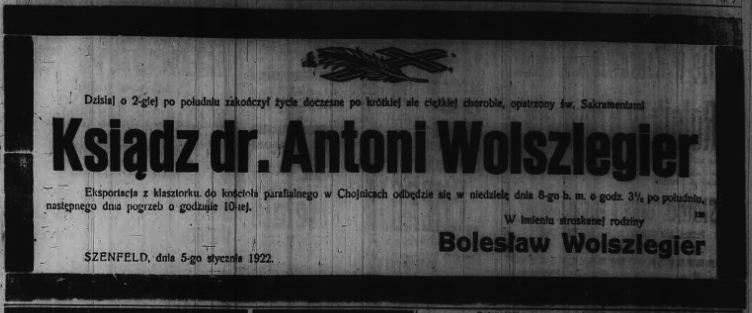 Dzisiaj o 2-giej po południu zakończył życie doczesne po krótkiej ale ciężkiej chorobie, opatrzony św. Sakramentami
Ksiądz dr. Antoni Wolszlegier
Eksportacja z klasztorku do kościoła parafialnego w Chojnicach odbędzie się w niedzielę dnia 8-go b. m. o godz. 3½ po południu,
następnego dnia pogrzeb o godzinie 10-tej.
W imieniu stroskanej rodziny
Bolesław Wolszlegier
SZENFELD, dnia 5-go stycznia 1922.